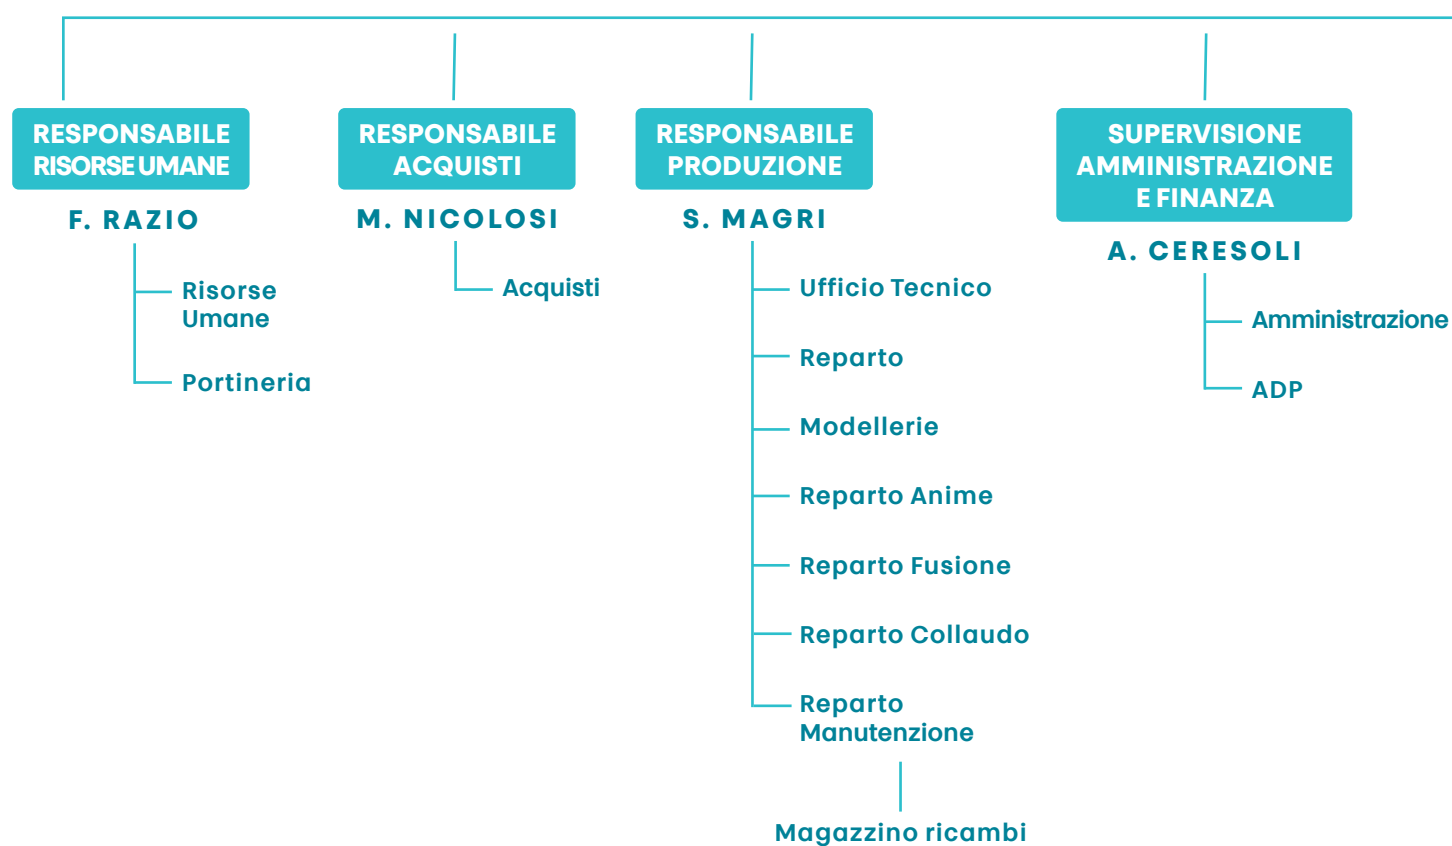 RESPONSABILE
RISORSE UMANE
F. RAZIO
Risorse
Umane
Portineria
RESPONSABILE
ACQUISTI
M. NICOLOSI
Acquisti
RESPONSABILE
PRODUZIONE
S. MAGRI
Ufficio Tecnico
Reparto
Modellerie
Reparto Anime
Reparto Fusione
Reparto Collaudo
Reparto
Manutenzione
Magazzino ricambi
SUPERVISIONE
AMMINISTRAZIONE
E FINANZA
A. CERESOLI
Amministrazione
ADP